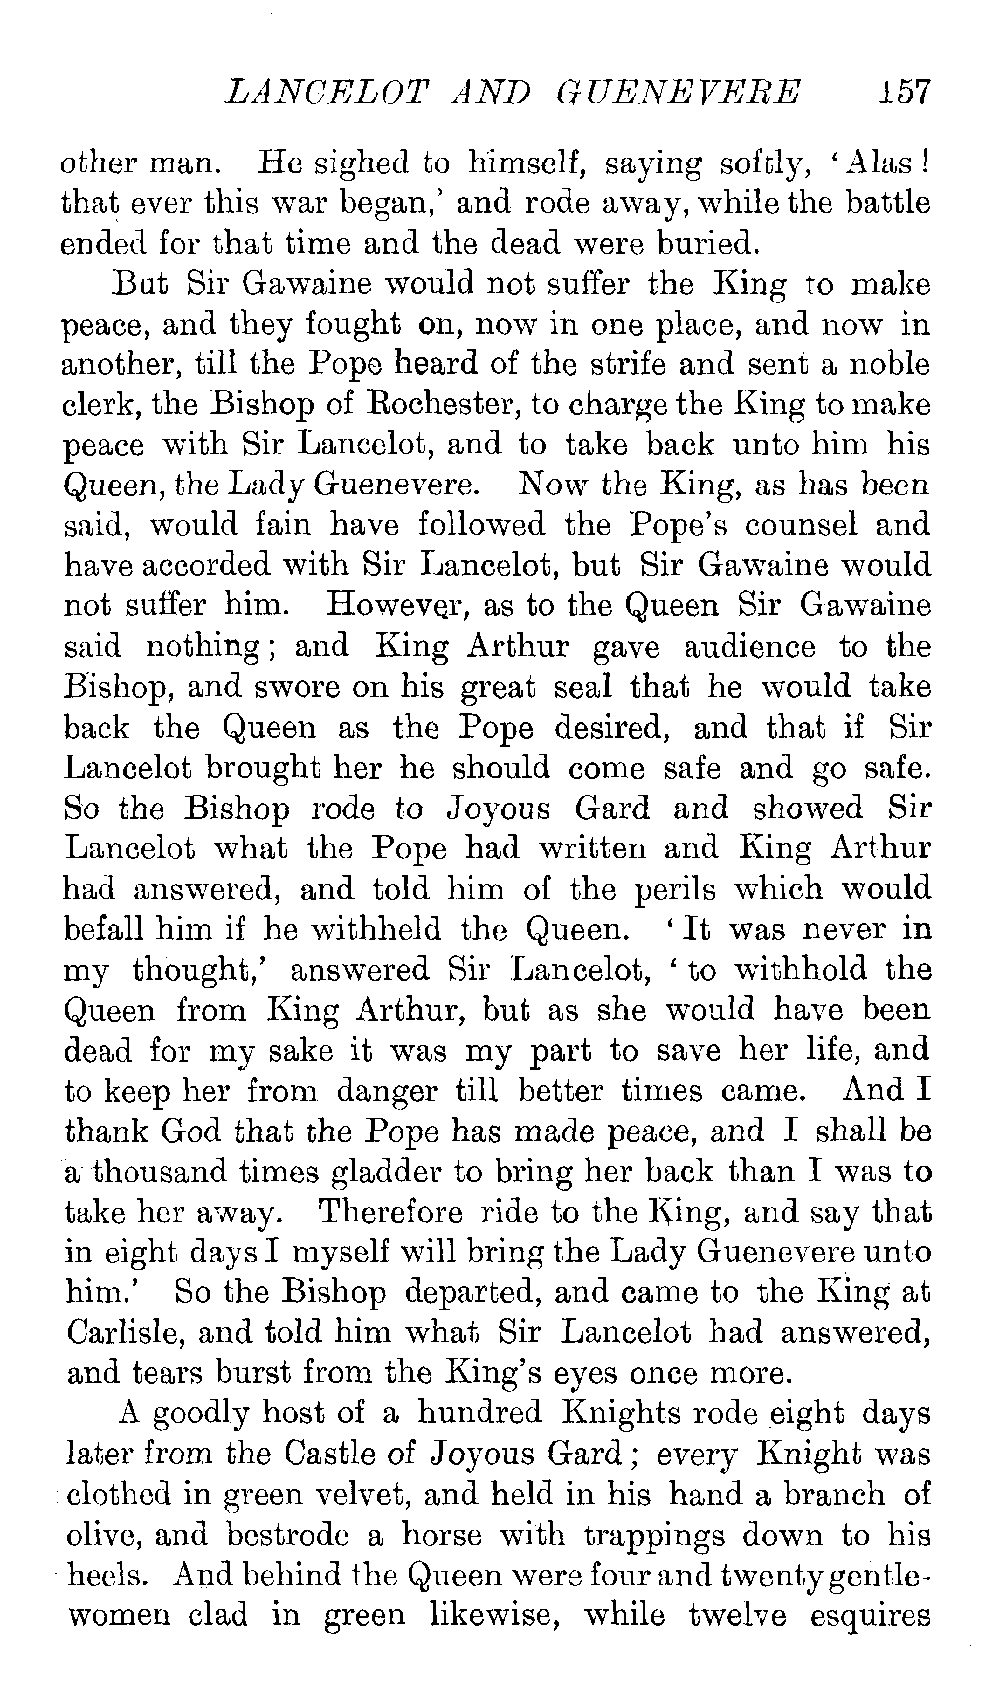 LANCELOT AND GUENEVERE 157
other man. He sighed to himself, saying softly, ‘Alas!
that ever this war began,’ and rode away, while the battle
ended for that time and the dead were buried.
But Sir Gawaine would not suffer the King to make
peace, and they fought on, now in one place, and now in
another, till the Pope heard of the strife and sent a noble
clerk, the Bishop of Rochester, to charge the King to make
peace with Sir Lancelot, and to take back unto him his
Queen, the Lady Guenevere. Now the King, as has been
said, would fain have followed the Pope’s counsel and
have accorded with Sir Lancelot, but Sir Gawaine would
not suffer him. However, as to the Queen Sir Gawaine
said nothing; and King Arthur gave audience to the
Bishop, and swore on his great seal that he would take
back the Queen as the Pope desired, and that if Sir
Lancelot brought her he should come safe and go safe.
So the Bishop rode to Joyous Gard and showed Sir
Lancelot what the Pope had written and King Arthur
had answered, and told him of the perils which would
befall him if he withheld the Queen. ‘It was never in
my thought,’ answered Sir Lancelot, ‘to withhold the
Queen from King Arthur, but as she would have been
dead for my sake it was my part to save her life, and
to keep her from danger till better times came. And I
thank God that the Pope has made peace, and I shall be
a thousand times gladder to bring her back than I was to
take her away. Therefore ride to the King, and say that
in eight days I myself will bring the Lady Guenevere unto
him.’ So the Bishop departed, and came to the King at
Carlisle, and told him what Sir Lancelot had answered,
and tears burst from the King’s eyes once more.
A goodly host of a hundred Knights rode eight days
later from the Castle of Joyous Gard; every Knight was
clothed in green velvet, and held in his hand a branch of
olive, and bestrode a horse with trappings down to his
heels. And behind the Queen were four and twenty gentle-
women clad in green likewise, while twelve esquires